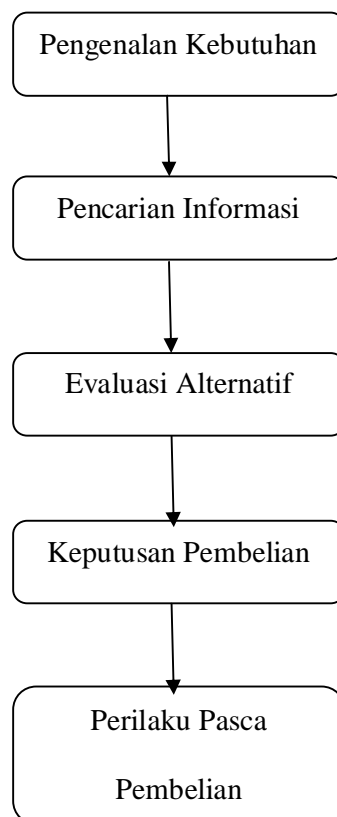 Pengenalan Kebutuhan
Pencarian Informasi
Evaluasi Alternatif
Keputusan Pembelian
Perilaku Pasca
Pembelian